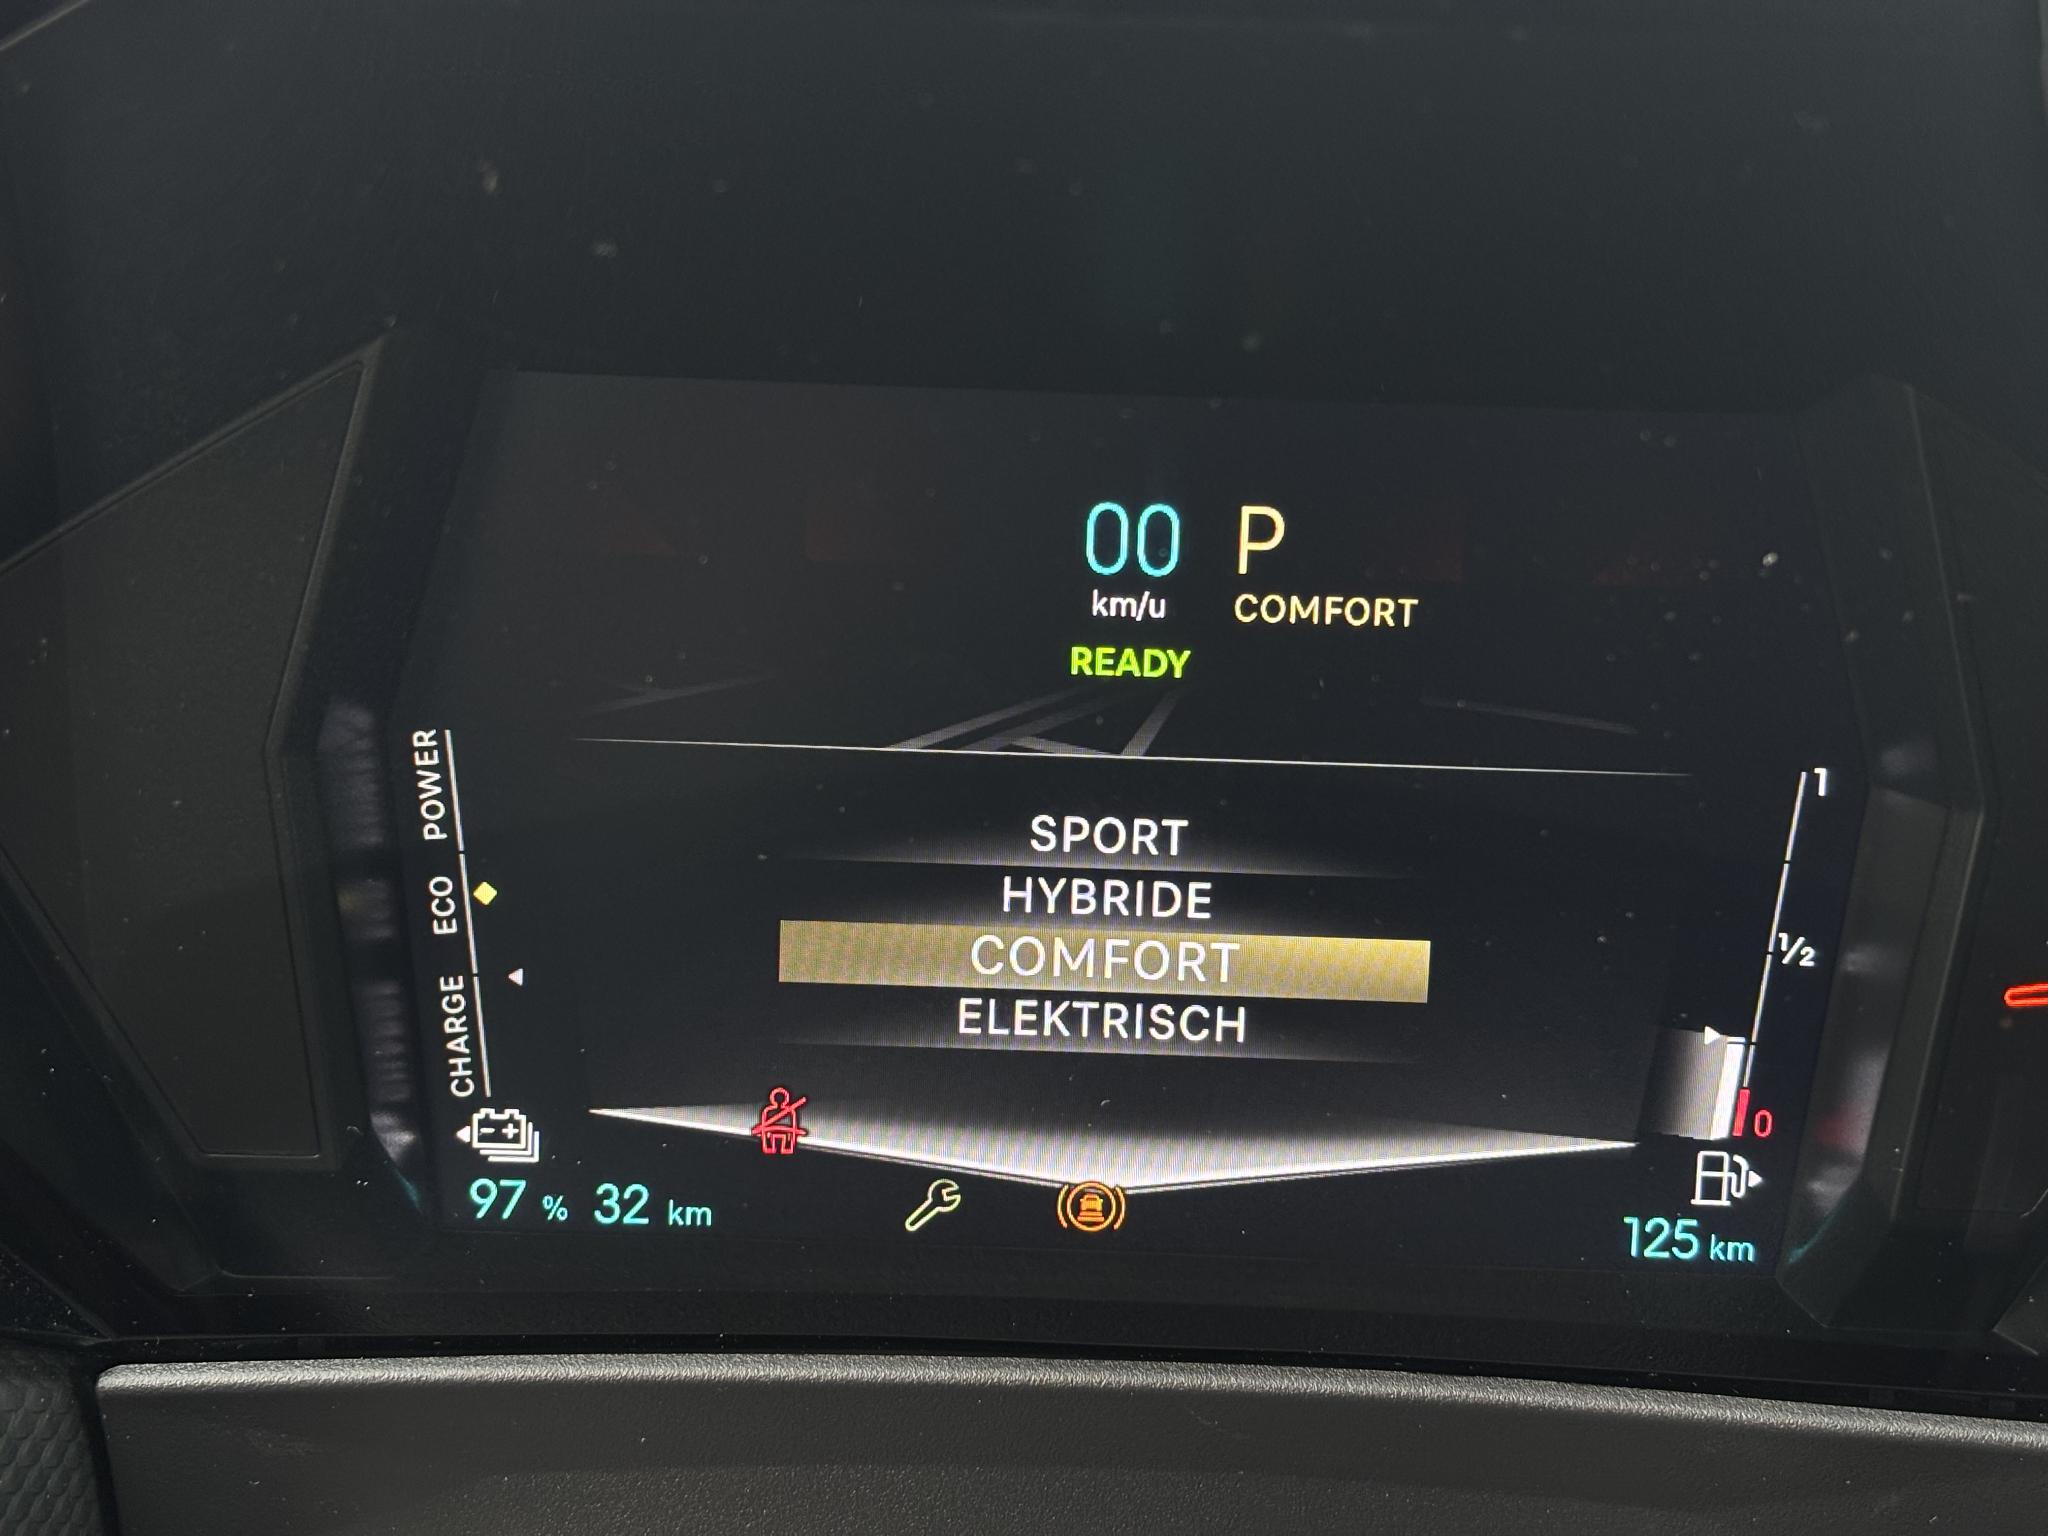 00 P
km/u COMFORT
READY
POWER
ECO
CHARGE
SPORT
HYBRIDE
COMFORT
ELEKTRISCH
1
1/2
0
97 % 32 km
125 km